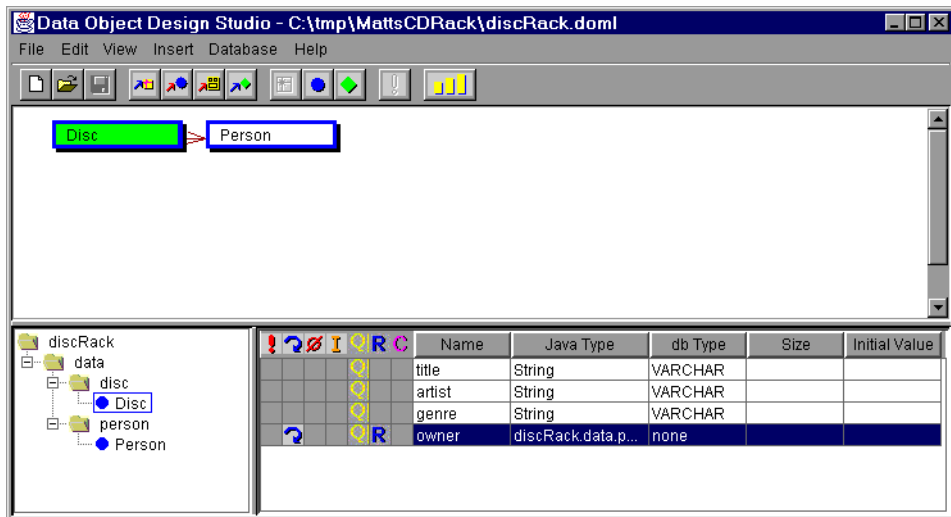 Data Object Design Studio - C:\tmp\MattsCDRack\discRack.doml
File Edit View Insert Database Help
Disc Person
discRack
data
disc
Disc
person
Person
! I Q R C Name Java Type db Type Size Initial Value
Q title String VARCHAR
Q artist String VARCHAR
Q genre String VARCHAR
Q R owner discRack.data.p... none